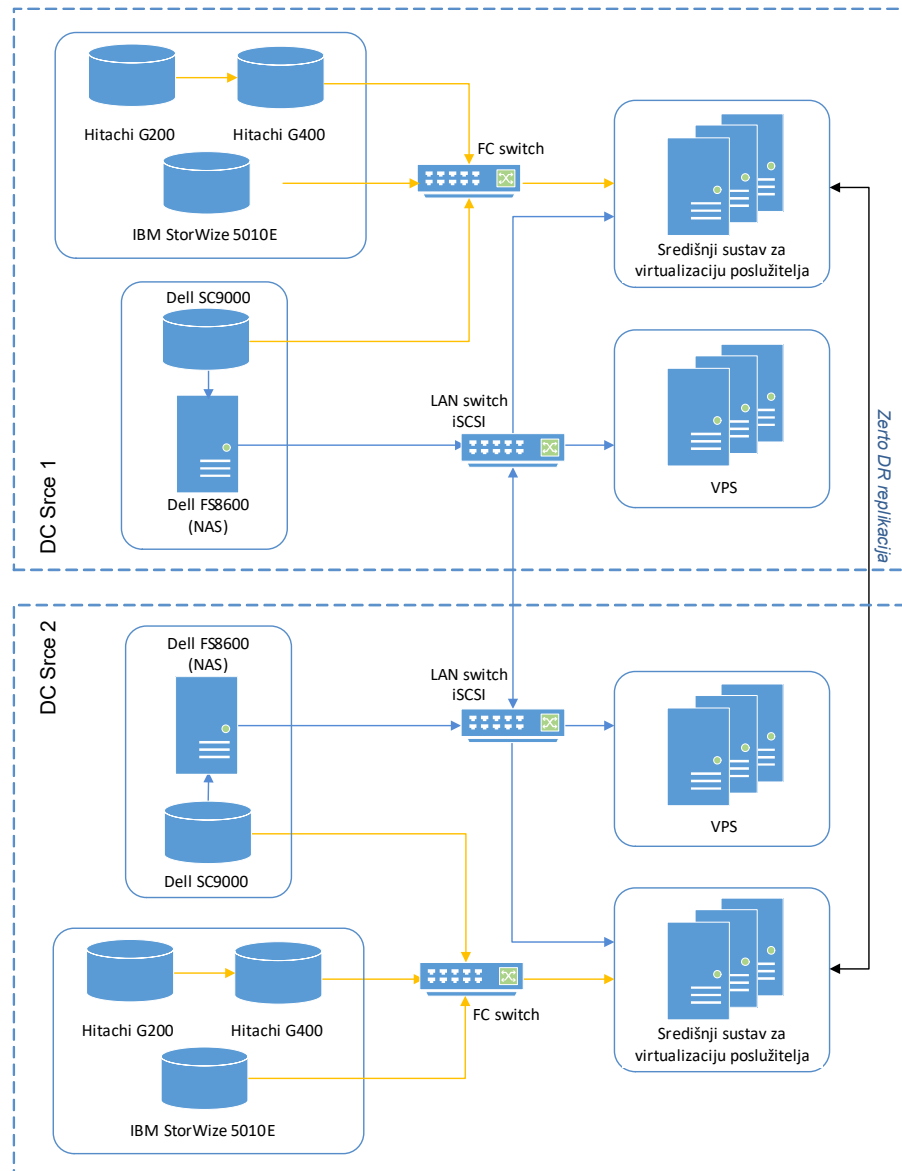 Hitachi G200
Hitachi G400
FC switch
IBM StorWize 5010E
Središnji sustav za
virtualizaciju poslužitelja
Dell SC9000
LAN switch
iSCSI
Dell FS8600
(NAS)
VPS
DC Srce 1
Zerto DR replikacija
DC Srce 2
Dell FS8600
(NAS)
LAN switch
iSCSI
VPS
Dell SC9000
Hitachi G200
Hitachi G400
FC switch
Središnji sustav za
virtualizaciju poslužitelja
IBM StorWize 5010E